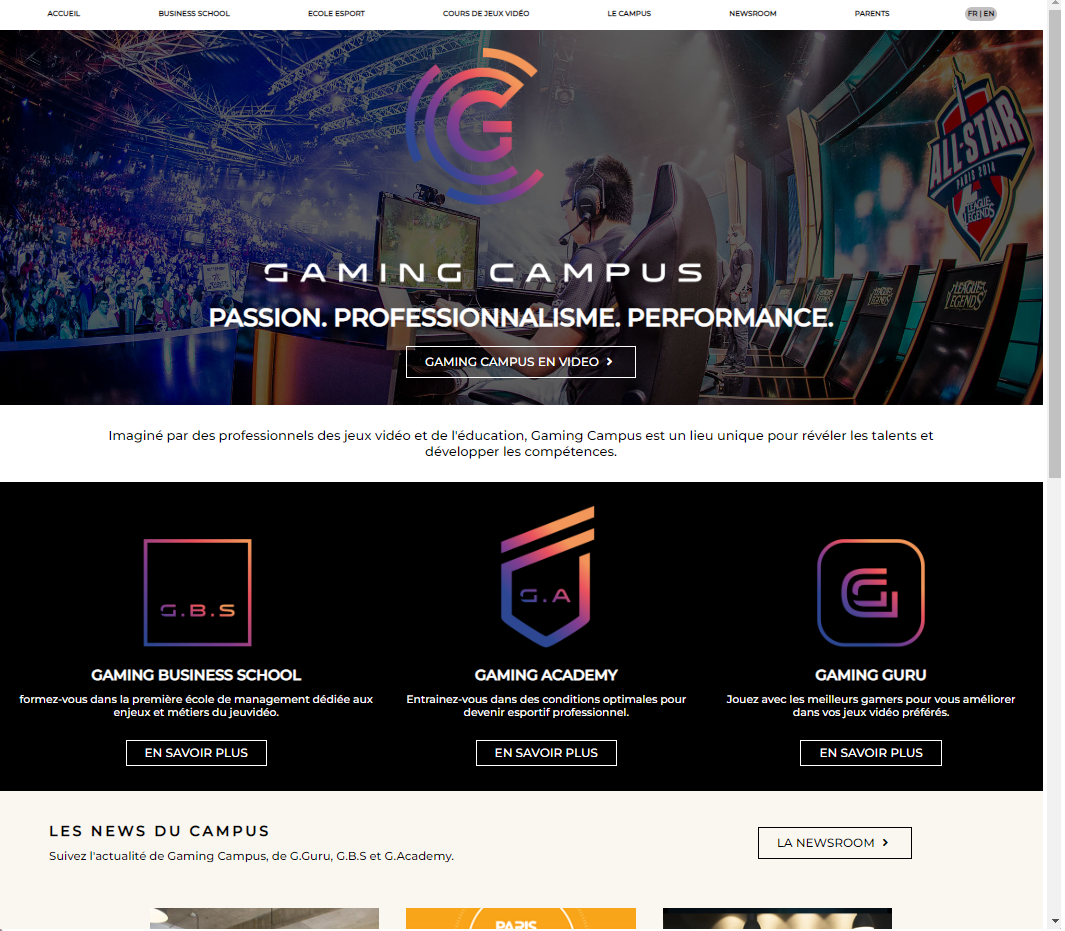 ACCUEIL BUSINESS SCHOOL ECOLE ESPORT COURS DE JEUX VIDÉO LE CAMPUS NEWSROOM PARENTS FR | EN
ALL-STAR
PARIS 2014
LEAGUE
LEGENDS
LEAGUE
LEGENDS
LEAGUE
LEGENDS
GAMING CAMPUS
PASSION. PROFESSIONNALISME. PERFORMANCE.
GAMING CAMPUS EN VIDEO
Imaginé par des professionnels des jeux vidéo et de l'éducation, Gaming Campus est un lieu unique pour révéler les talents et
développer les compétences.
G.B.S
G.A
G
GAMING BUSINESS SCHOOL
formez-vous dans la première école de management dédiée aux
enjeux et métiers du jeuvidéo.
EN SAVOIR PLUS
GAMING ACADEMY
Entrainez-vous dans des conditions optimales pour
devenir esportif professionnel.
EN SAVOIR PLUS
GAMING GURU
Jouez avec les meilleurs gamers pour vous améliorer
dans vos jeux vidéo préférés.
EN SAVOIR PLUS
LES NEWS DU CAMPUS
Suivez l'actualité de Gaming Campus, de G.Guru, G.B.S et G.Academy.
LA NEWSROOM
PARIS